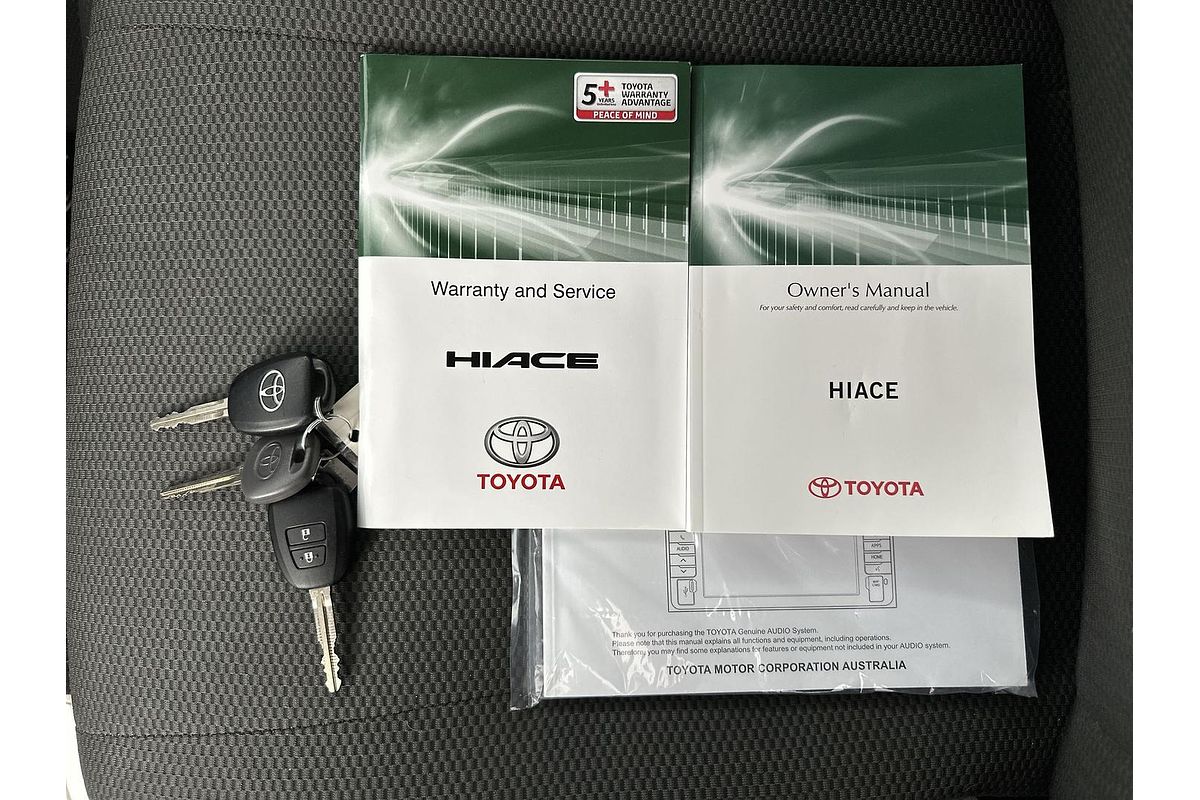 5+
YEARS
TOYOTA
WARRANTY
ADVANTAGE
PEACE OF MIND
Warranty and Service
HIACE
TOYOTA
Owner's Manual
For your safety and comfort, read carefully and keep in the vehicle.
HIACE
TOYOTA
AUDIO
APPS
HOME
Thank you for purchasing the TOYOTA Genuine AUDIO System.
Please note that this manual explains all functions and equipment, including operations.
Therefore, you may find some explanations for features or equipment not included in your AUDIO system.
TOYOTA MOTOR CORPORATION AUSTRALIA